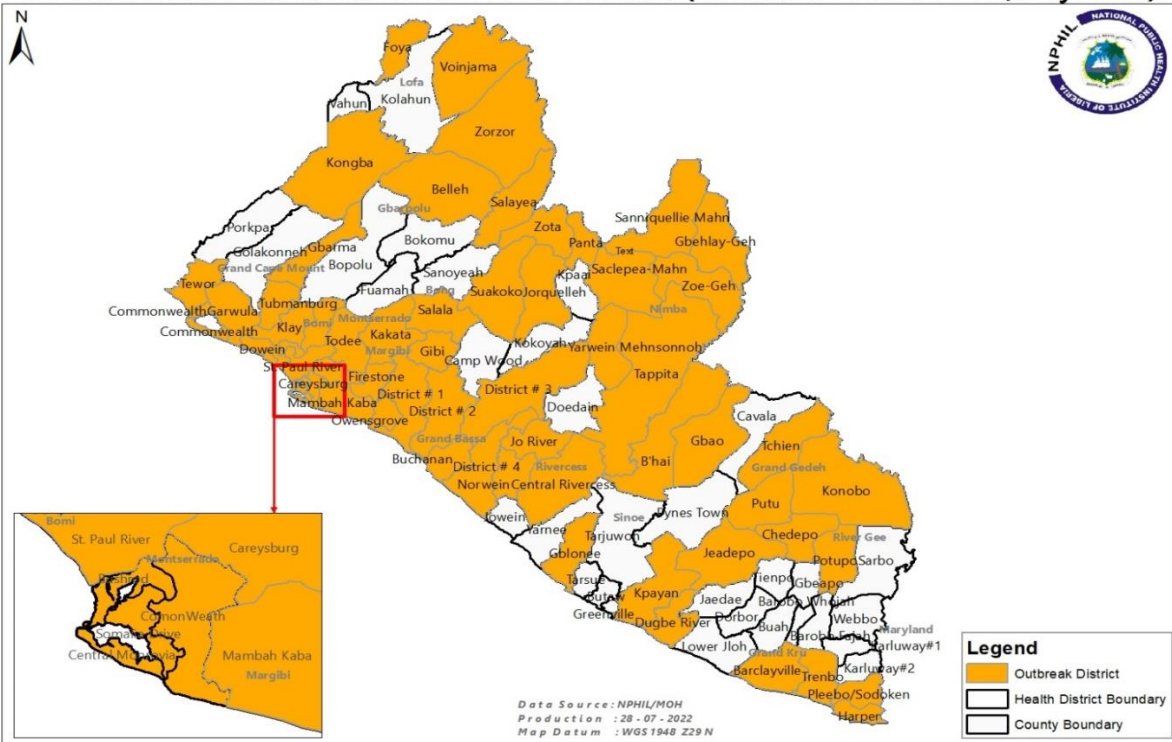 N
NPHIL
NATIONAL PUBLIC HEALTH INSTITUTE OF LIBERIA
Foya
Voinjama
Lofa
Kolahun
Vahun
Zorzor
Kongba
Belleh
Salayea
Gbarpolu
Porkpa
Golakonneh
Gbarma
Bokomu
Zota
Panta
Sanniquellie Mahn
Text
Gbehlay-Geh
Grand Cape Mount
Bopolu
Sanoyeah
Kpaai
Saclepea-Mahn
Tewor
Fuamah
Bong
Suakoko
Jorquelleh
Zoe-Geh
Commonwealth
Garwula
Tubmanburg
Salala
Nimba
Commonwealth
Klay
Bomi
Montserrado
Kakata
Dowein
Todee
Margibi
Gibi
Kokoyah
Yarwein Mehnsonnoh
Camp Wood
St. Paul River
Careysburg
Firestone
Tappita
Mambah Kaba
District # 1
District # 3
Doedain
Owensgrove
District # 2
Cavala
Grand Bassa
Jo River
Gbao
Tchien
Buchanan
District # 4
Rivercess
B'hai
Grand Gedeh
Norwein
Central Rivercess
Konobo
Putu
Jowein
Sinoe
Dynes Town
Yarnee
Tarjuwon
Chedepo
River Gee
Gblonee
Jeadepo
Potupo
Sarbo
Tarsue
Tienpo
Gbeapo
Butaw
Kpayan
Jaedae
Barobo Whojah
Greenville
Dugbe River
Dorbor
Buah
Webbo
Maryland
Lower Jloh
Karluway#1
Grand Kru
Karluway#2
Barclayville
Trenbo
Pleebo/Sodoken
Harper
Bomi
St. Paul River
Careysburg
Montserrado
Somalia Drive
Central Monrovia
Mambah Kaba
Margibi
Data Source: NPHIL/MOH
Production : 28 - 07 - 2022
Map Datum : WGS 1948 Z29 N
Legend
Outbreak District
Health District Boundary
County Boundary